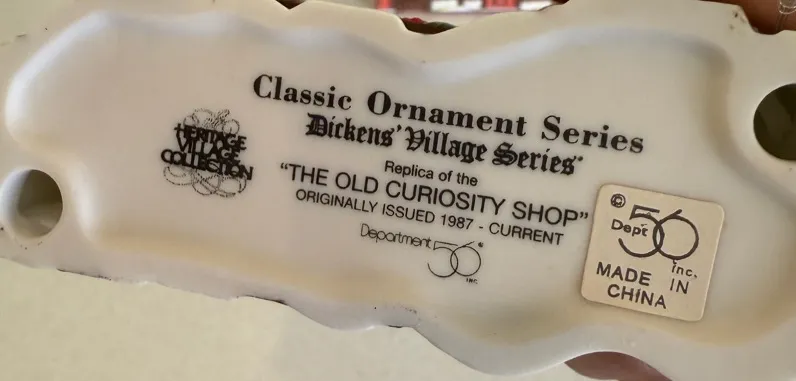 Classic Ornament Series
Dickens' Village Series®
Replica of the
"THE OLD CURIOSITY SHOP"
ORIGINALLY ISSUED 1987 - CURRENT
Department 56®
INC.
HERITAGE
VILLAGE
COLLECTION
©
Dept 56
Inc.
MADE IN
CHINA